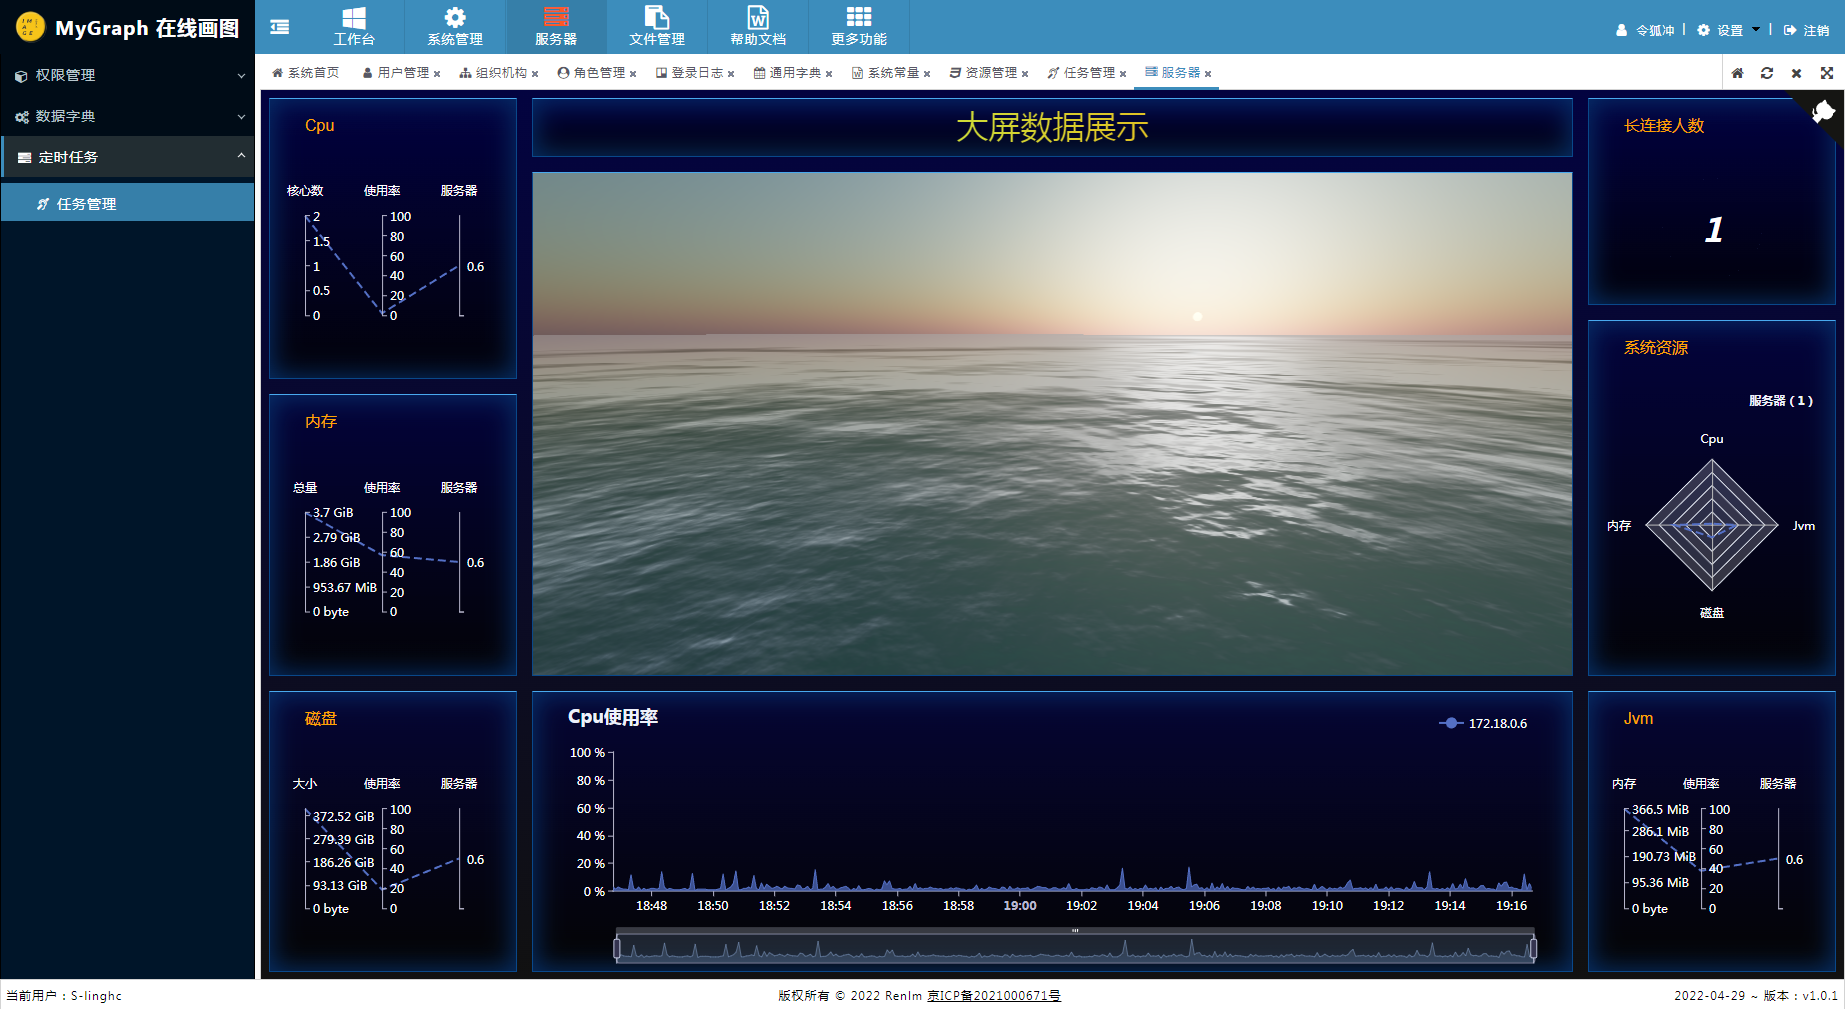 MyGraph 在线画图
工作台 系统管理 服务器 文件管理 帮助文档 更多功能
令狐冲 | 设置 | 注销
系统首页 用户管理 组织机构 角色管理 登录日志 通用字典 系统常量 资源管理 任务管理 服务器
权限管理
数据字典
定时任务
任务管理
Cpu
核心数 使用率 服务器
2
1.5
1
0.5
0
100
80
60
40
20
0
0.6
内存
总量 使用率 服务器
3.7 GiB
2.79 GiB
1.86 GiB
953.67 MiB
0 byte
100
80
60
40
20
0
0.6
磁盘
大小 使用率 服务器
372.52 GiB
279.39 GiB
186.26 GiB
93.13 GiB
0 byte
100
80
60
40
20
0
0.6
大屏数据展示
Cpu使用率
172.18.0.6
100 %
80 %
60 %
40 %
20 %
0 %
18:48 18:50 18:52 18:54 18:56 18:58 19:00 19:02 19:04 19:06 19:08 19:10 19:12 19:14 19:16
长连接人数
1
系统资源
服务器 ( 1 )
Cpu
内存 Jvm
磁盘
Jvm
内存 使用率 服务器
366.5 MiB
286.1 MiB
190.73 MiB
95.36 MiB
0 byte
100
80
60
40
20
0
0.6
当前用户：S-linghc
版权所有 © 2022 Renlm 京ICP备2021000671号
2022-04-29 ~ 版本：v1.0.1